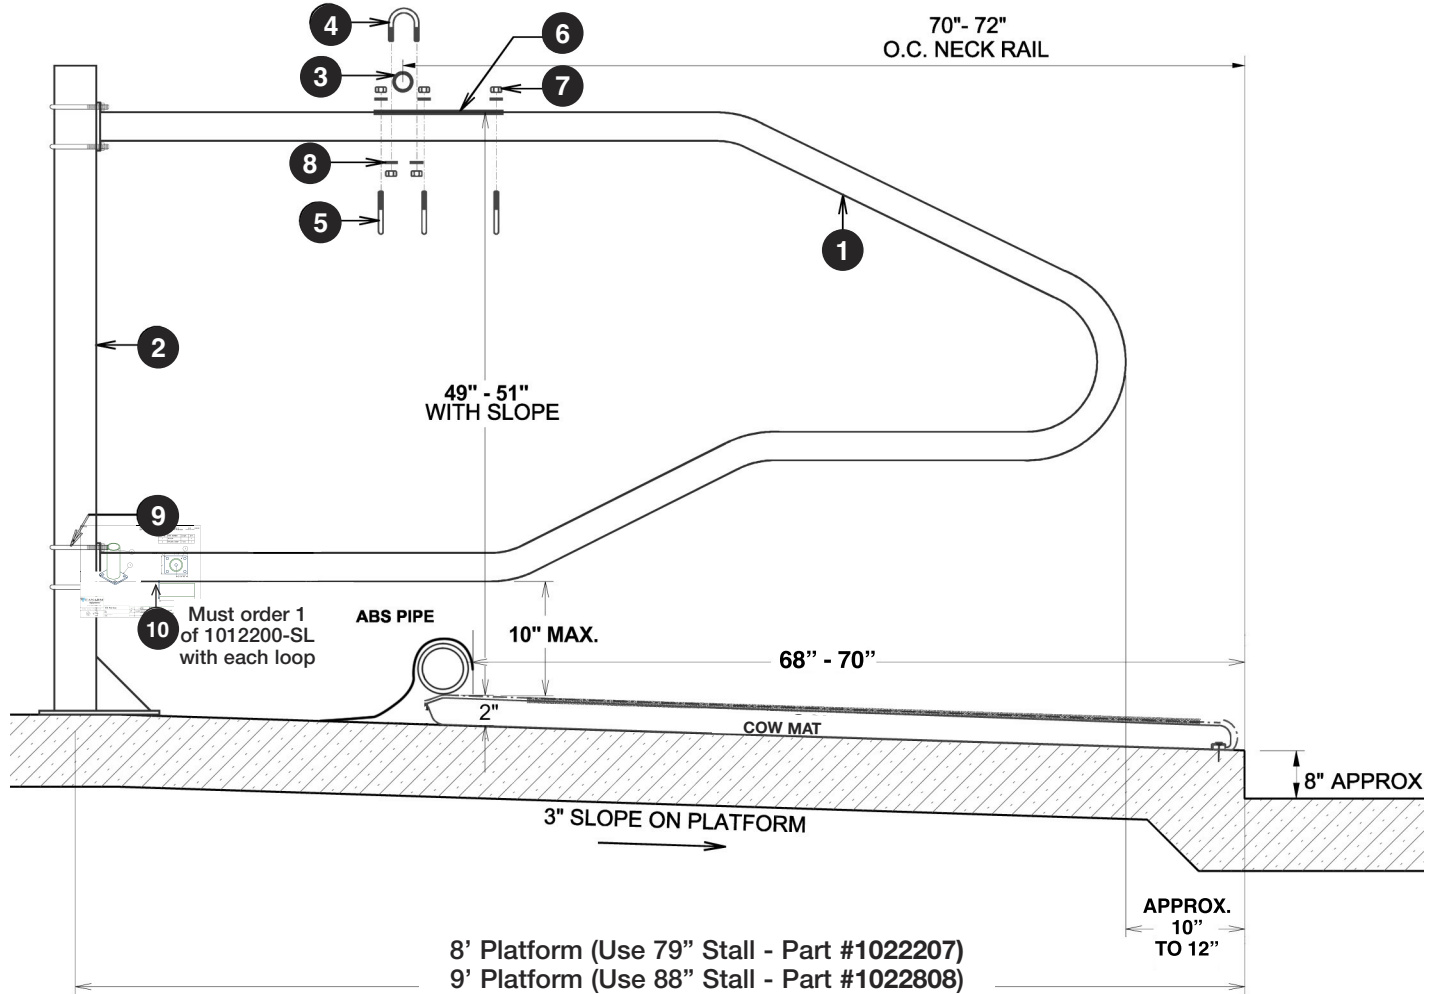 4
6
70"- 72"
O.C. NECK RAIL
3
7
8
5
1
2
49" - 51"
WITH SLOPE
9
10
Must order 1
of 1012200-SL
with each loop
ABS PIPE
10" MAX.
68” - 70”
2"
COW MAT
8" APPROX
3" SLOPE ON PLATFORM
APPROX.
10”
TO 12”
8’ Platform (Use 79” Stall - Part #1022207)
9’ Platform (Use 88” Stall - Part #1022808)